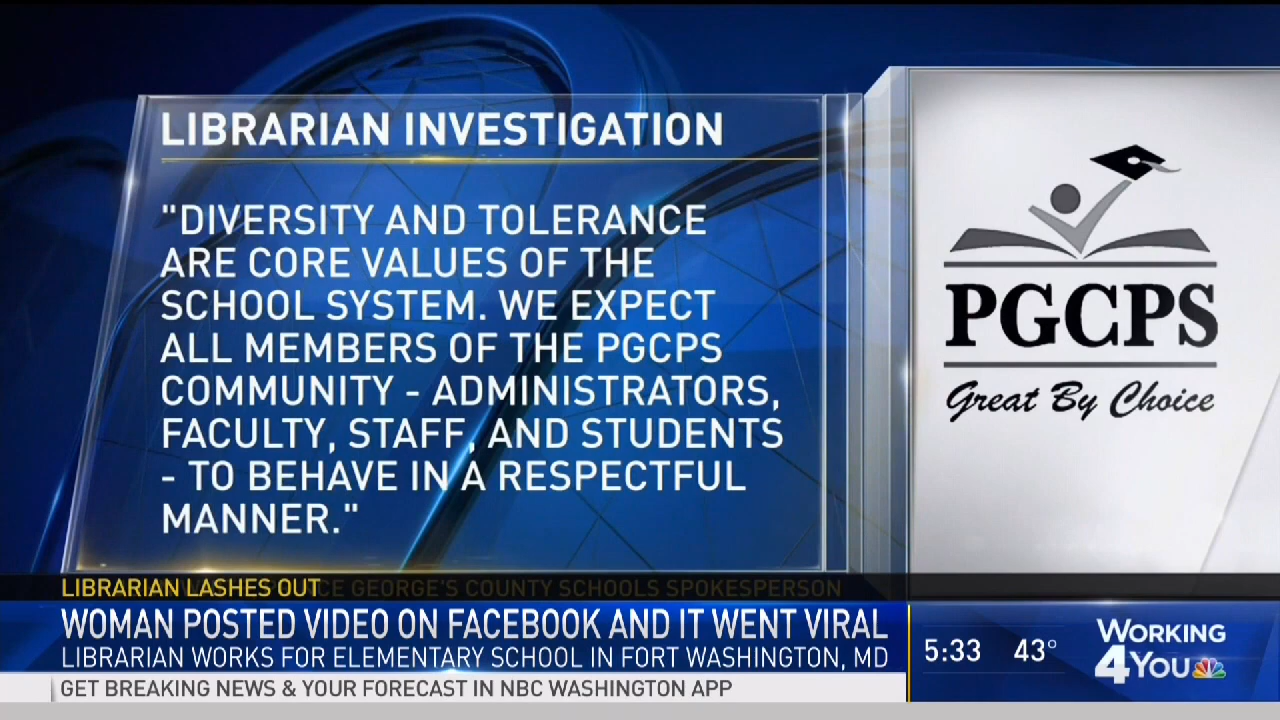 LIBRARIAN INVESTIGATION
"DIVERSITY AND TOLERANCE
ARE CORE VALUES OF THE
SCHOOL SYSTEM. WE EXPECT
ALL MEMBERS OF THE PGCPS
COMMUNITY - ADMINISTRATORS,
FACULTY, STAFF, AND STUDENTS
- TO BEHAVE IN A RESPECTFUL
MANNER."
PGCPS
Great By Choice
LIBRARIAN LASHES OUT
GEORGE'S COUNTY SCHOOLS SPOKESPERSON
WOMAN POSTED VIDEO ON FACEBOOK AND IT WENT VIRAL
LIBRARIAN WORKS FOR ELEMENTARY SCHOOL IN FORT WASHINGTON, MD
GET BREAKING NEWS & YOUR FORECAST IN NBC WASHINGTON APP
5:33 43°
WORKING
4 YOU